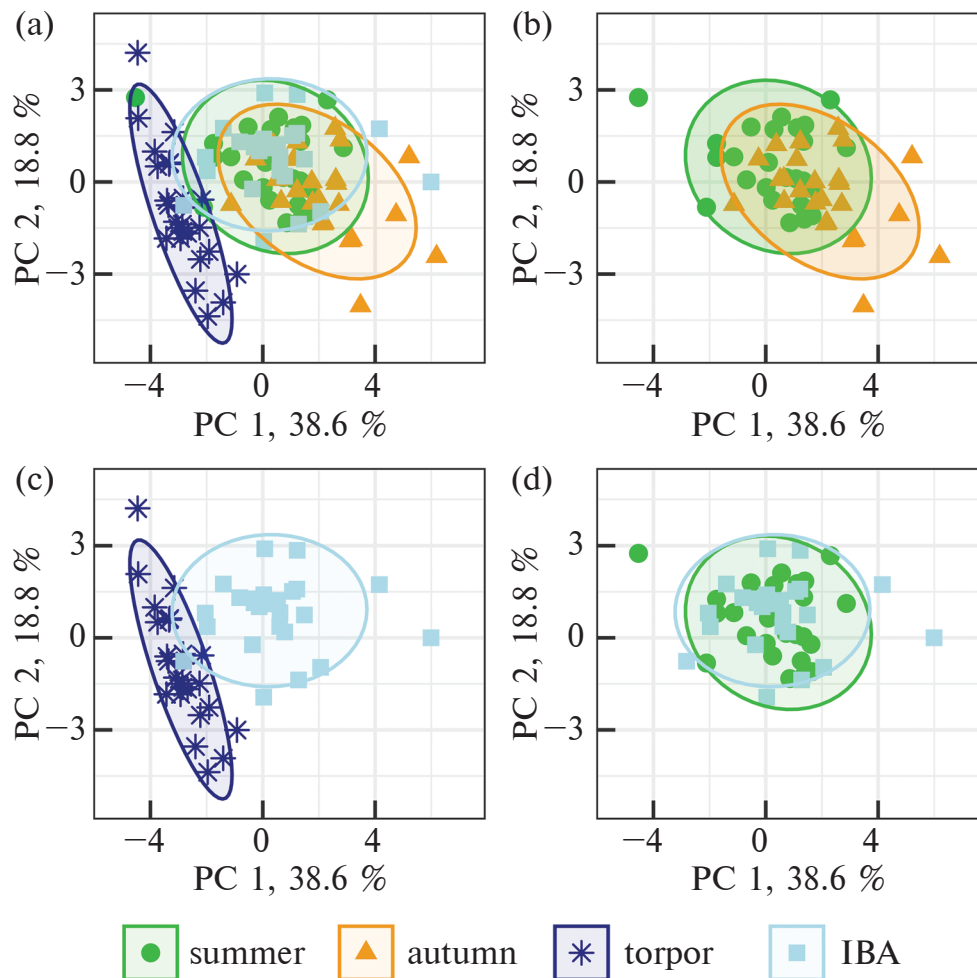 (a)
(b)
PC 2, 18.8 %
3
0
−3
−4
0
4
PC 1, 38.6 %
PC 2, 18.8 %
3
0
−3
−4
0
4
PC 1, 38.6 %
(c)
(d)
PC 2, 18.8 %
3
0
−3
−4
0
4
PC 1, 38.6 %
PC 2, 18.8 %
3
0
−3
−4
0
4
PC 1, 38.6 %
summer autumn torpor IBA